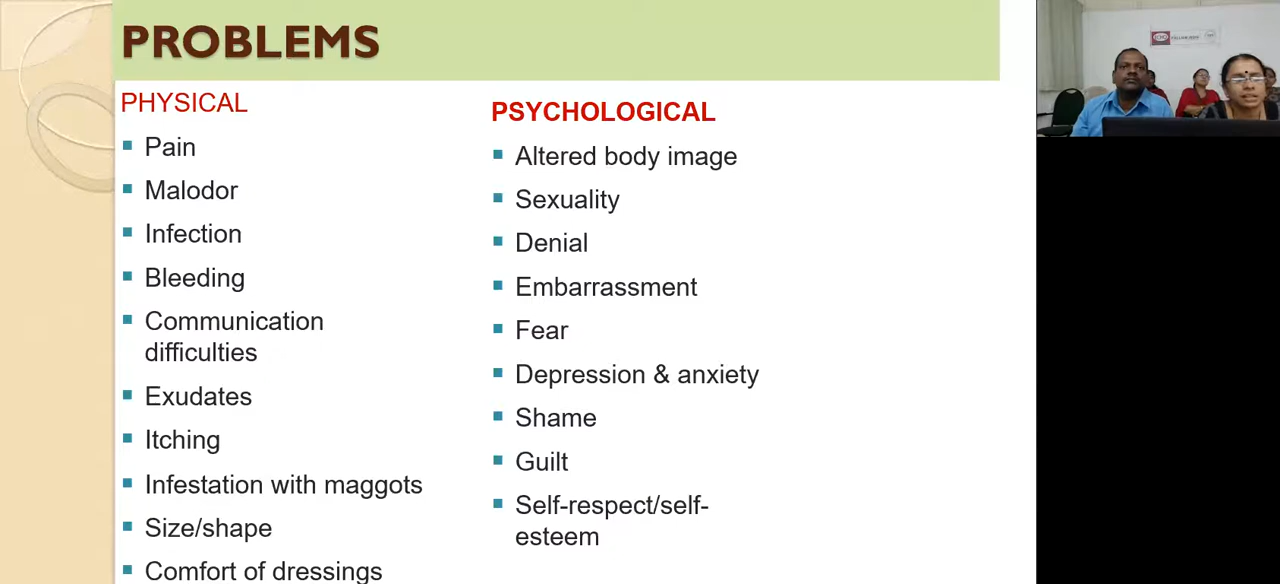 PROBLEMS
PHYSICAL
Pain
Malodor
Infection
Bleeding
Communication
difficulties
Exudates
Itching
Infestation with maggots
Size/shape
Comfort of dressings
PSYCHOLOGICAL
Altered body image
Sexuality
Denial
Embarrassment
Fear
Depression & anxiety
Shame
Guilt
Self-respect/self-
esteem